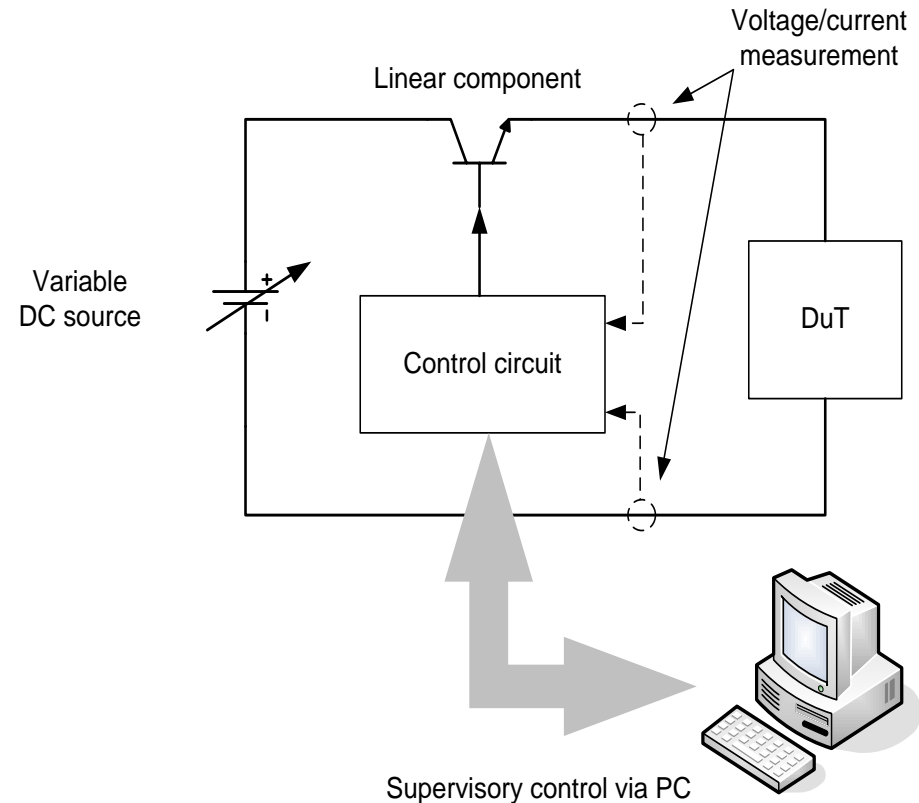 Voltage/current
measurement
Linear component
Variable
DC source
+
-
Control circuit
DuT
Supervisory control via PC